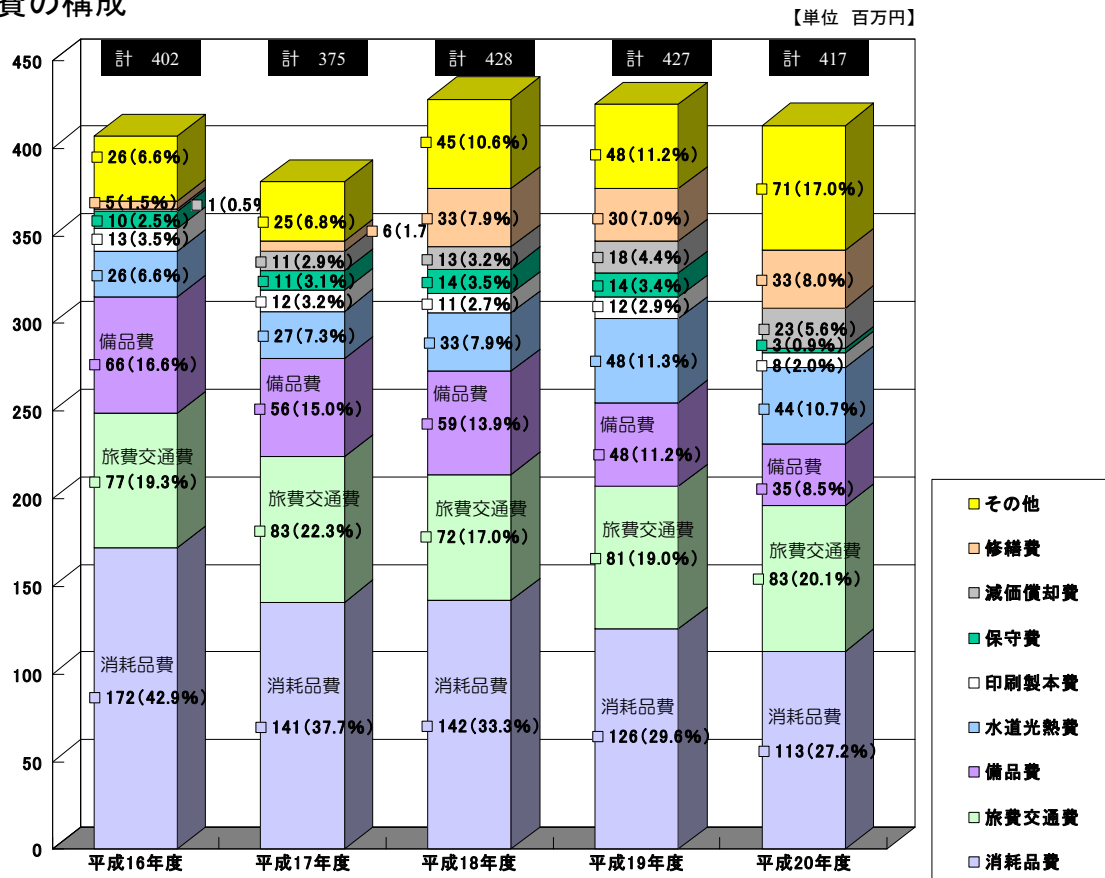 費の構成
【単位 百万円】
計 402
計 375
計 428
計 427
計 417
450
400
350
300
250
200
150
100
50
0
26(6.6%)
5(1.5%)
1(0.5%
10(2.5%)
13(3.5%)
26(6.6%)
備品費
66(16.6%)
旅費交通費
77(19.3%)
消耗品費
172(42.9%)
平成16年度
25(6.8%)
6(1.7
11(2.9%)
11(3.1%)
12(3.2%)
27(7.3%)
備品費
56(15.0%)
旅費交通費
83(22.3%)
消耗品費
141(37.7%)
平成17年度
45(10.6%)
33(7.9%)
13(3.2%)
14(3.5%)
11(2.7%)
33(7.9%)
備品費
59(13.9%)
旅費交通費
72(17.0%)
消耗品費
142(33.3%)
平成18年度
48(11.2%)
30(7.0%)
18(4.4%)
14(3.4%)
12(2.9%)
48(11.3%)
備品費
48(11.2%)
旅費交通費
81(19.0%)
消耗品費
126(29.6%)
平成19年度
71(17.0%)
33(8.0%)
23(5.6%)
3(0.9%)
8(2.0%)
44(10.7%)
備品費
35(8.5%)
旅費交通費
83(20.1%)
消耗品費
113(27.2%)
平成20年度
その他
修繕費
減価償却費
保守費
印刷製本費
水道光熱費
備品費
旅費交通費
消耗品費